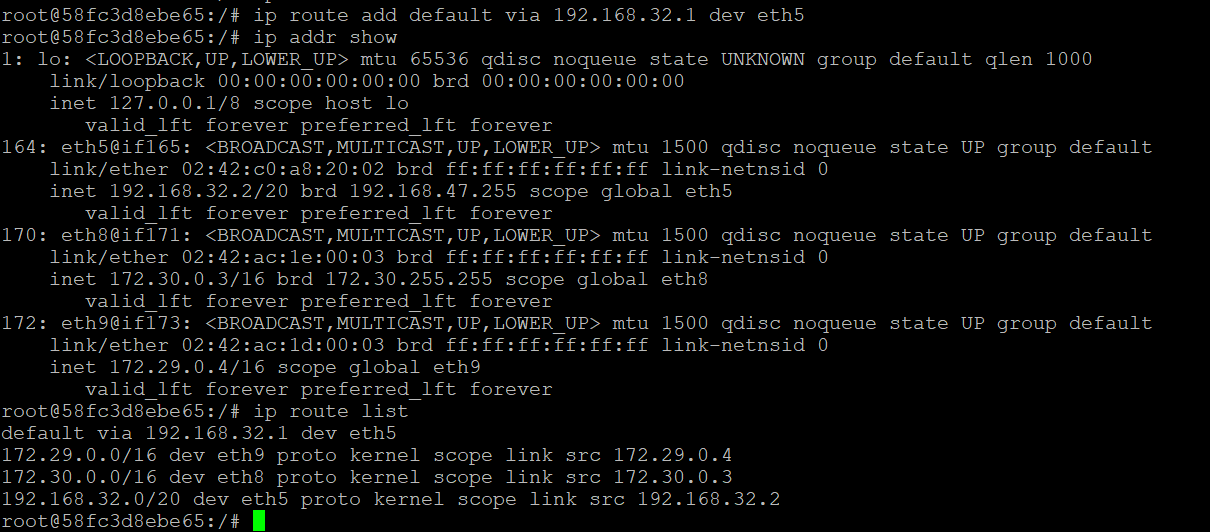 root@58fc3d8ebe65:/# ip route add default via 192.168.32.1 dev eth5
root@58fc3d8ebe65:/# ip addr show
1: lo: <LOOPBACK,UP,LOWER_UP> mtu 65536 qdisc noqueue state UNKNOWN group default qlen 1000
    link/loopback 00:00:00:00:00:00 brd 00:00:00:00:00:00
    inet 127.0.0.1/8 scope host lo
       valid_lft forever preferred_lft forever
164: eth5@if165: <BROADCAST,MULTICAST,UP,LOWER_UP> mtu 1500 qdisc noqueue state UP group default
    link/ether 02:42:c0:a8:20:02 brd ff:ff:ff:ff:ff:ff link-netnsid 0
    inet 192.168.32.2/20 brd 192.168.47.255 scope global eth5
       valid_lft forever preferred_lft forever
170: eth8@if171: <BROADCAST,MULTICAST,UP,LOWER_UP> mtu 1500 qdisc noqueue state UP group default
    link/ether 02:42:ac:1e:00:03 brd ff:ff:ff:ff:ff:ff link-netnsid 0
    inet 172.30.0.3/16 brd 172.30.255.255 scope global eth8
       valid_lft forever preferred_lft forever
172: eth9@if173: <BROADCAST,MULTICAST,UP,LOWER_UP> mtu 1500 qdisc noqueue state UP group default
    link/ether 02:42:ac:1d:00:03 brd ff:ff:ff:ff:ff:ff link-netnsid 0
    inet 172.29.0.4/16 scope global eth9
       valid_lft forever preferred_lft forever
root@58fc3d8ebe65:/# ip route list
default via 192.168.32.1 dev eth5
172.29.0.0/16 dev eth9 proto kernel scope link src 172.29.0.4
172.30.0.0/16 dev eth8 proto kernel scope link src 172.30.0.3
192.168.32.0/20 dev eth5 proto kernel scope link src 192.168.32.2
root@58fc3d8ebe65:/#